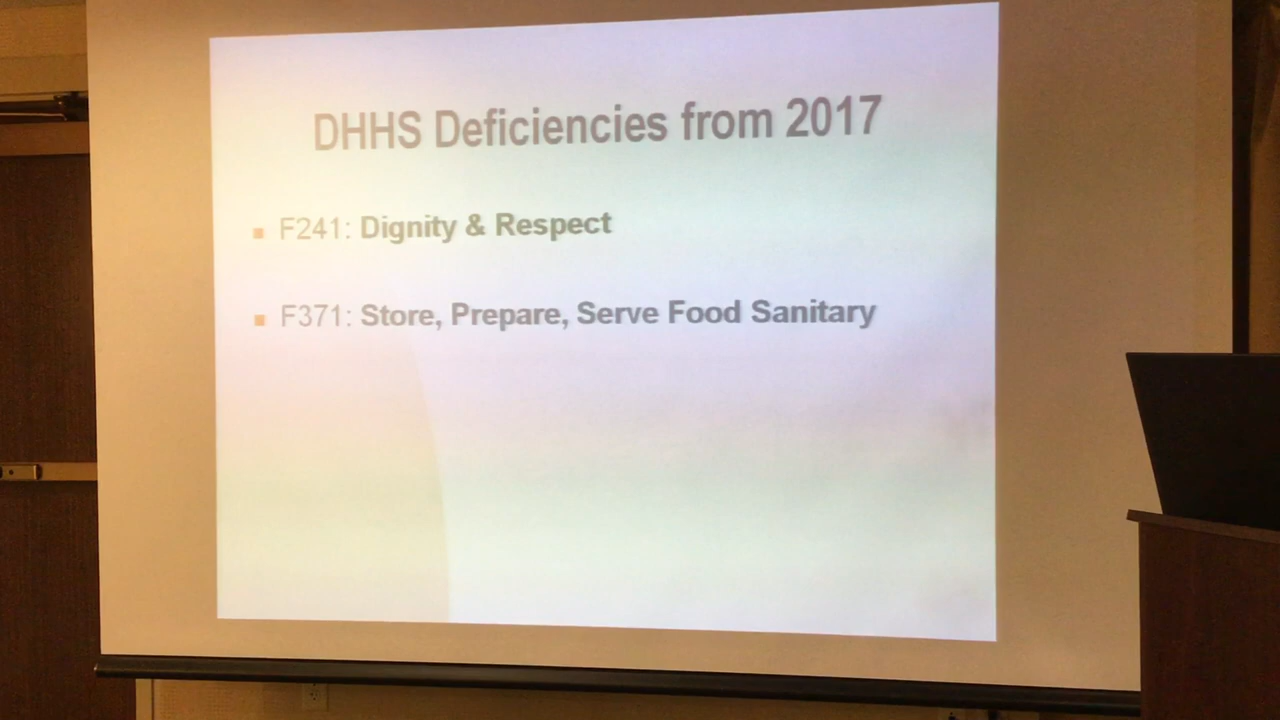 DHHS Deficiencies from 2017
F241: Dignity & Respect
F371: Store, Prepare, Serve Food Sanitary